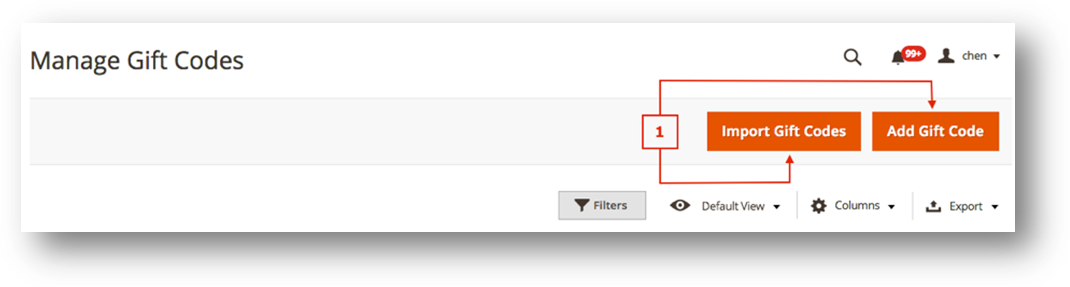 Manage Gift Codes
99+
chen
1
Import Gift Codes
Add Gift Code
Filters
Default View
Columns
Export